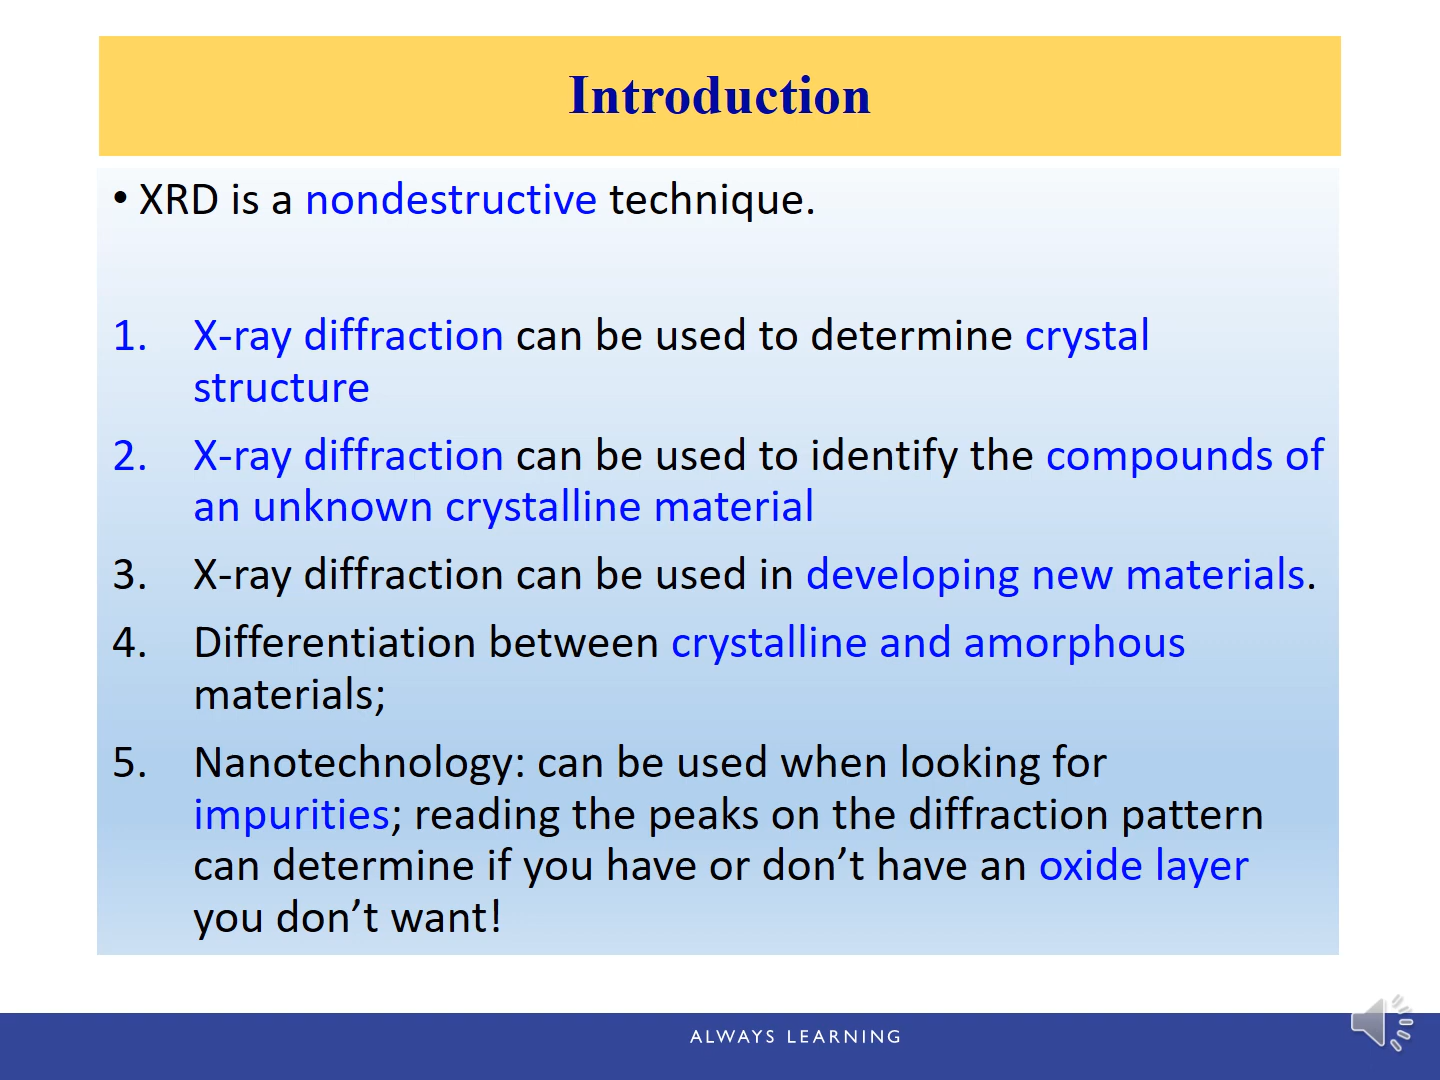 Introduction
• XRD is a nondestructive technique.
1. X-ray diffraction can be used to determine crystal
structure
2. X-ray diffraction can be used to identify the compounds of
an unknown crystalline material
3. X-ray diffraction can be used in developing new materials.
4. Differentiation between crystalline and amorphous
materials;
5. Nanotechnology: can be used when looking for
impurities; reading the peaks on the diffraction pattern
can determine if you have or don’t have an oxide layer
you don’t want!
ALWAYS LEARNING